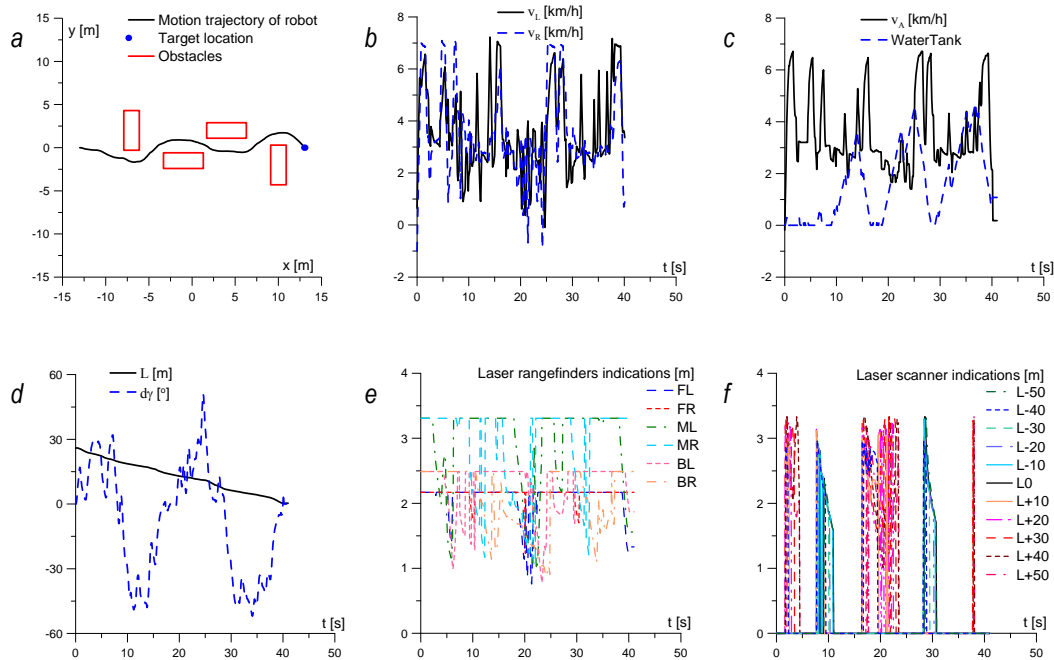 a
y [m]
Motion trajectory of robot
Target location
Obstacles
15
10
5
0
-5
-10
-15
x [m]
-15 -10 -5 0 5 10 15
b
v_L [km/h]
v_R [km/h]
8
6
4
2
0
-2
t [s]
0 10 20 30 40 50
c
v_A [km/h]
WaterTank
8
6
4
2
0
-2
t [s]
0 10 20 30 40 50
d
L [m]
dγ [°]
60
30
0
-30
-60
t [s]
0 10 20 30 40 50
e
Laser rangefinders indications [m]
FL
FR
ML
MR
BL
BR
4
3
2
1
0
t [s]
0 10 20 30 40 50
f
Laser scanner indications [m]
L-50
L-40
L-30
L-20
L-10
L0
L+10
L+20
L+30
L+40
L+50
4
3
2
1
0
t [s]
0 10 20 30 40 50